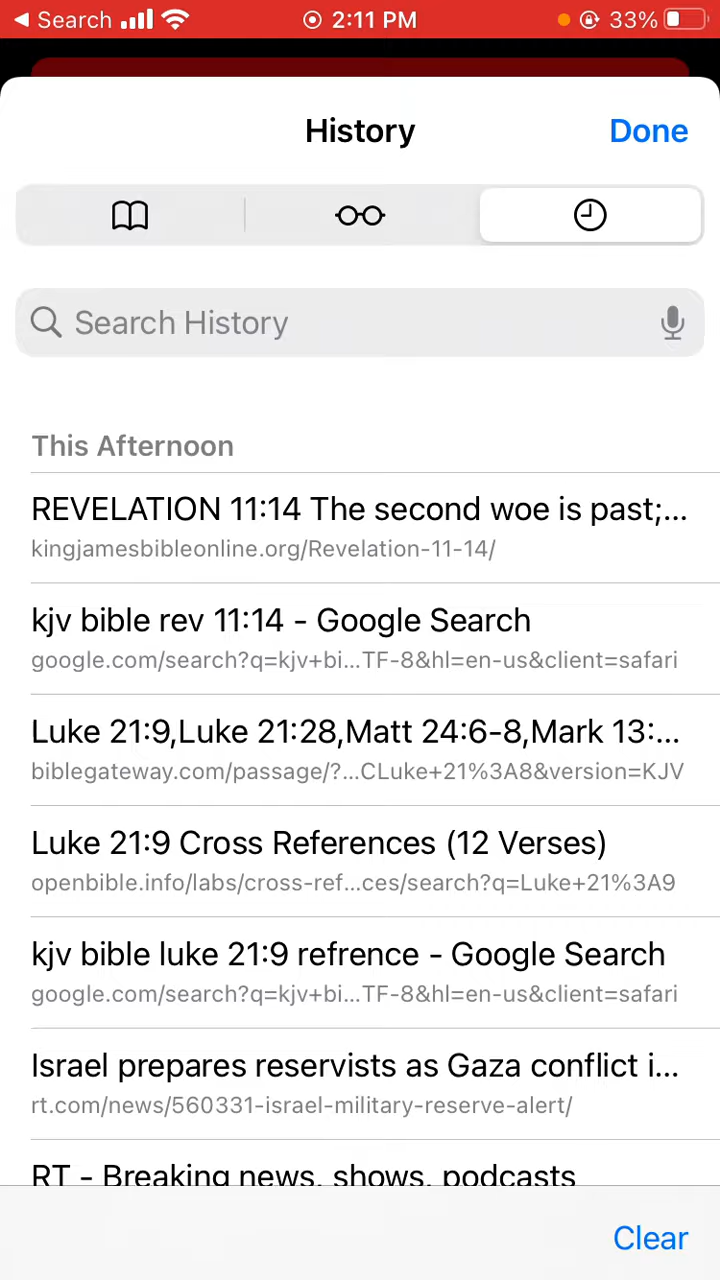 Search 2:11 PM 33%
History Done
Search History
This Afternoon
REVELATION 11:14 The second woe is past;...
kingjamesbibleonline.org/Revelation-11-14/
kjv bible rev 11:14 - Google Search
google.com/search?q=kjv+bi...TF-8&hl=en-us&client=safari
Luke 21:9,Luke 21:28,Matt 24:6-8,Mark 13:...
biblegateway.com/passage/?...CLuke+21%3A8&version=KJV
Luke 21:9 Cross References (12 Verses)
openbible.info/labs/cross-ref...ces/search?q=Luke+21%3A9
kjv bible luke 21:9 refrence - Google Search
google.com/search?q=kjv+bi...TF-8&hl=en-us&client=safari
Israel prepares reservists as Gaza conflict i...
rt.com/news/560331-israel-military-reserve-alert/
RT - Breaking news, shows, podcasts
Clear